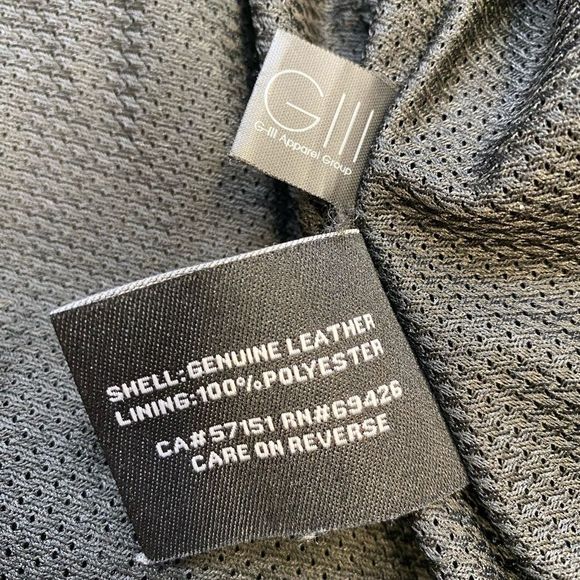 GIII
G-III Apparel Group
SHELL:GENUINE LEATHER
LINING:100%POLYESTER
CA#57151 RN#69426
CARE ON REVERSE